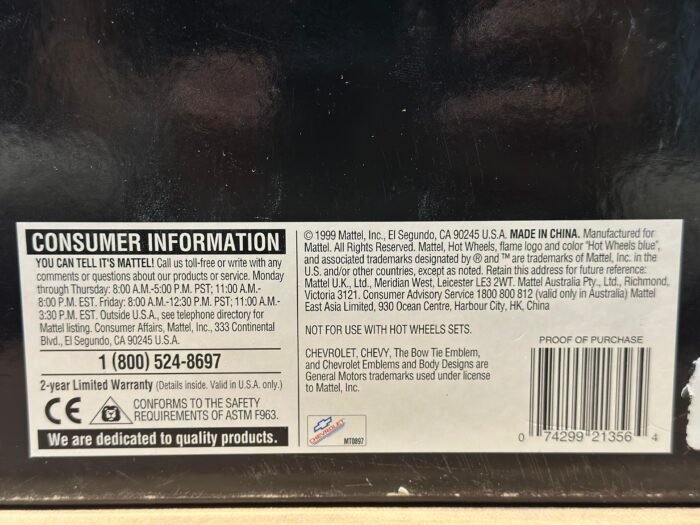 CONSUMER INFORMATION
YOU CAN TELL IT'S MATTEL! Call us toll-free or write with any
comments or questions about our products or service. Monday
through Thursday: 8:00 A.M.-5:00 P.M. PST; 11:00 A.M.-
8:00 P.M. EST. Friday: 8:00 A.M.-12:30 P.M. PST; 11:00 A.M.-
3:30 P.M. EST. Outside U.S.A., see telephone directory for
Mattel listing. Consumer Affairs, Mattel, Inc., 333 Continental
Blvd., El Segundo, CA 90245 U.S.A.
1 (800) 524-8697
2-year Limited Warranty (Details inside. Valid in U.S.A. only.)
CE
CONFORMS TO THE SAFETY
REQUIREMENTS OF ASTM F963.
We are dedicated to quality products.
© 1999 Mattel, Inc., El Segundo, CA 90245 U.S.A. MADE IN CHINA. Manufactured for
Mattel. All Rights Reserved. Mattel, Hot Wheels, flame logo and color "Hot Wheels blue",
and associated trademarks designated by ® and ™ are trademarks of Mattel, Inc. in the
U.S. and/or other countries, except as noted. Retain this address for future reference:
Mattel U.K., Ltd., Meridian West, Leicester LE3 2WT. Mattel Australia Pty., Ltd., Richmond,
Victoria 3121. Consumer Advisory Service 1800 800 812 (valid only in Australia) Mattel
East Asia Limited, 930 Ocean Centre, Harbour City, HK, China
NOT FOR USE WITH HOT WHEELS SETS.
CHEVROLET, CHEVY, The Bow Tie Emblem,
and Chevrolet Emblems and Body Designs are
General Motors trademarks used under license
to Mattel, Inc.
CHEVROLET
MT0897
PROOF OF PURCHASE
0 74299 21356 4